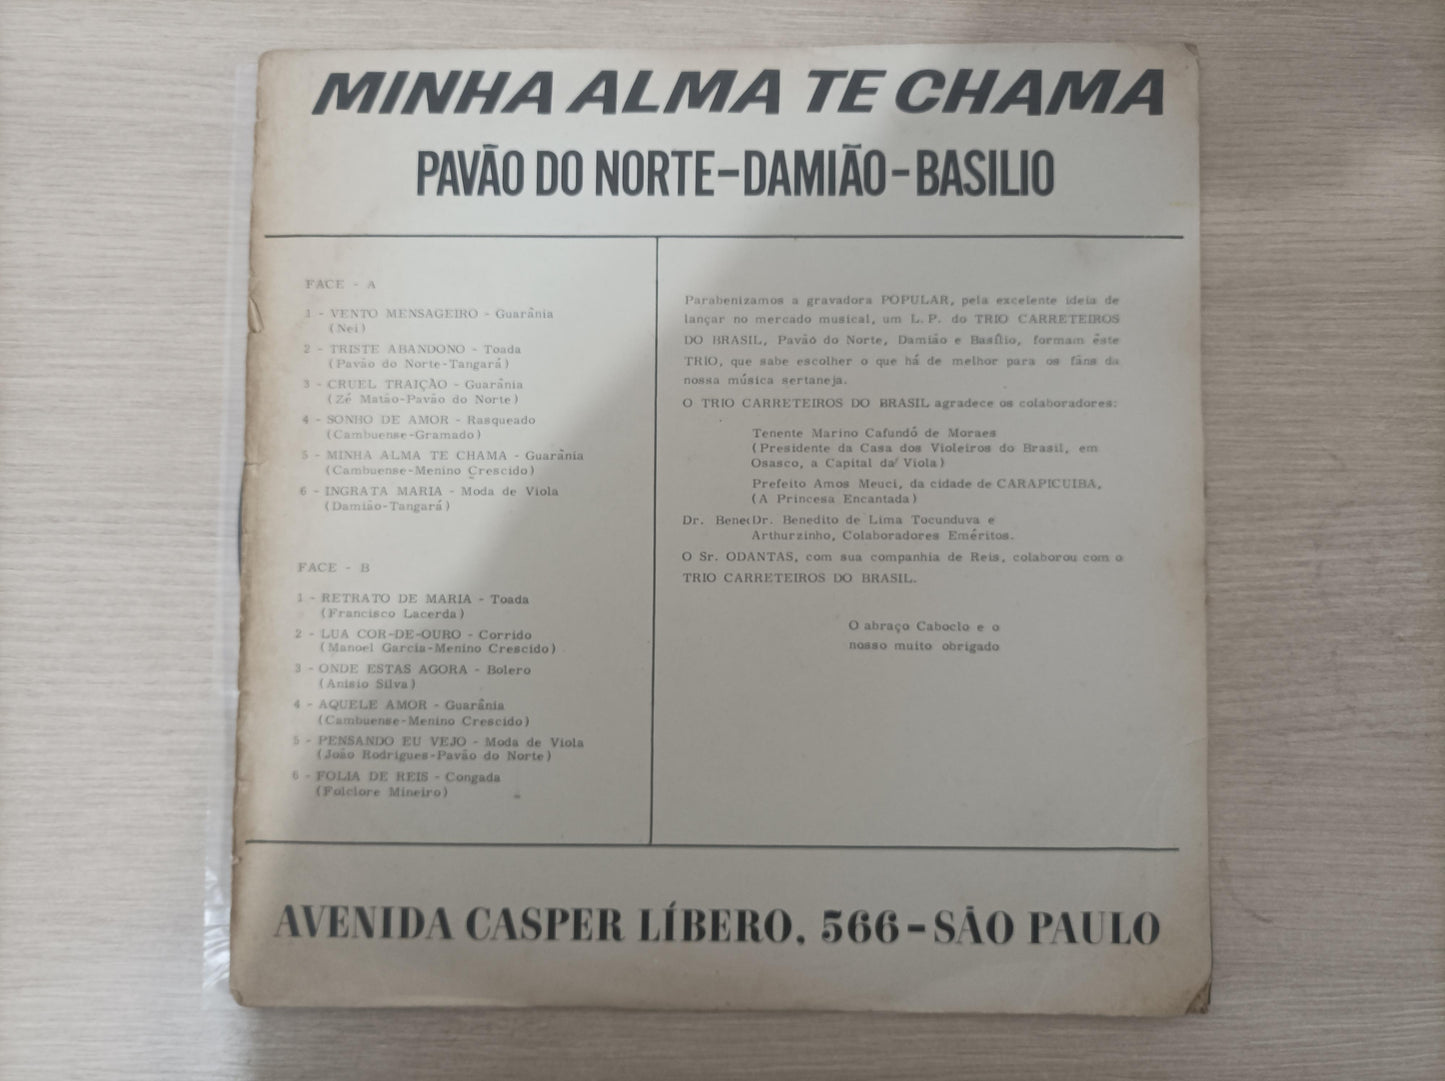 MINHA ALMA TE CHAMA
PAVÃO DO NORTE-DAMIÃO-BASILIO
FACE - A
1 - VENTO MENSAGEIRO - Guarânia
(Nei)
2 - TRISTE ABANDONO - Toada
(Pavão do Norte-Tangará)
3 - CRUEL TRAIÇÃO - Guarânia
(Zé Matão-Pavão do Norte)
4 - SONHO DE AMOR - Rasqueado
(Cambuense-Gramado)
5 - MINHA ALMA TE CHAMA - Guarânia
(Cambuense-Menino Crescido)
6 - INGRATA MARIA - Moda de Viola
(Damião-Tangará)
FACE - B
1 - RETRATO DE MARIA - Toada
(Francisco Lacerda)
2 - LUA COR-DE-OURO - Corrido
(Manoel Garcia-Menino Crescido)
3 - ONDE ESTAS AGORA - Bolero
(Anisio Silva)
4 - AQUELE AMOR - Guarânia
(Cambuense-Menino Crescido)
5 - PENSANDO EU VEJO - Moda de Viola
(João Rodrigues-Pavão do Norte)
6 - FOLIA DE REIS - Congada
(Folclore Mineiro)
Parabenizamos a gravadora POPULAR, pela excelente ideia de
lançar no mercado musical, um L.P. do TRIO CARRETEIROS
DO BRASIL, Pavão do Norte, Damião e Basílio, formam êste
TRIO, que sabe escolher o que há de melhor para os fãns da
nossa música sertaneja.
O TRIO CARRETEIROS DO BRASIL agradece os colaboradores:
Tenente Marino Cafundó de Moraes
(Presidente da Casa dos Violeiros do Brasil, em
Osasco, a Capital da Viola)
Prefeito Amos Meuci, da cidade de CARAPICUIBA,
(A Princesa Encantada)
Dr. Bene Dr. Benedito de Lima Tocunduva e
Arthurzinho, Colaboradores Eméritos.
O Sr. ODANTAS, com sua companhia de Reis, colaborou com o
TRIO CARRETEIROS DO BRASIL.
O abraço Caboclo e o
nosso muito obrigado
AVENIDA CASPER LÍBERO, 566-SÃO PAULO